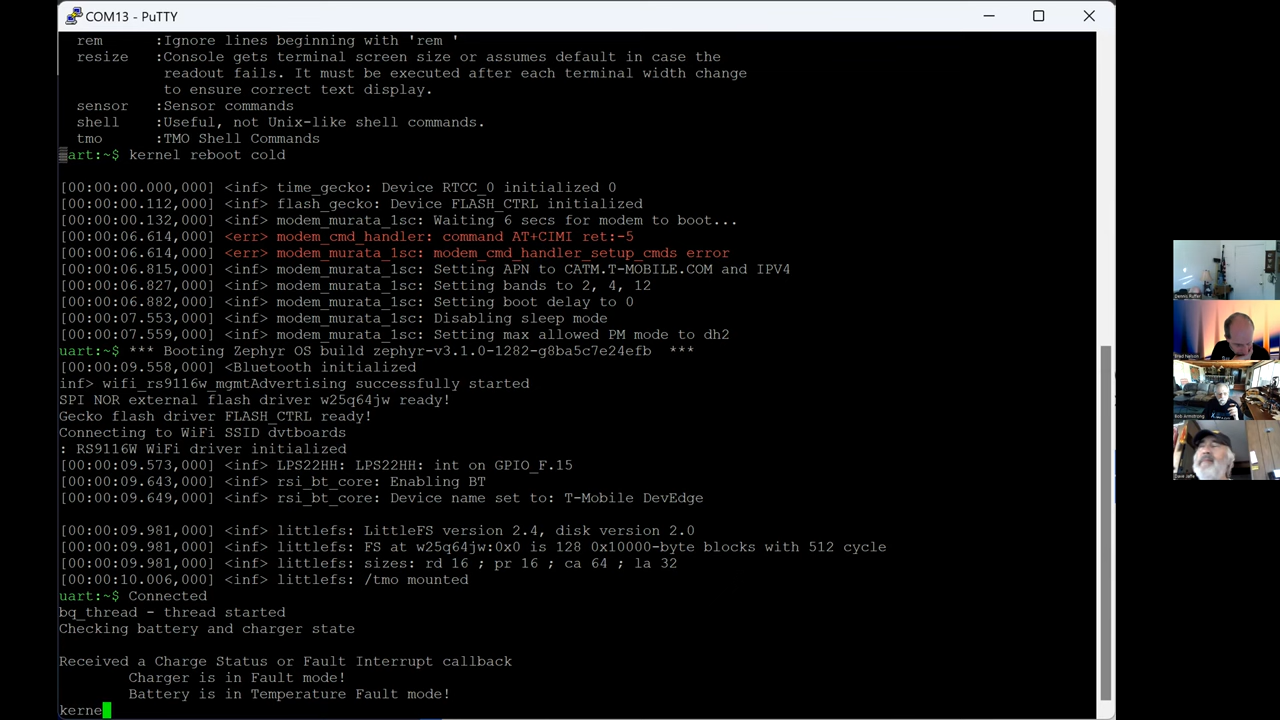 COM13 - PuTTY
rem :Ignore lines beginning with 'rem '
resize :Console gets terminal screen size or assumes default in case the
readout fails. It must be executed after each terminal width change
to ensure correct text display.
sensor :Sensor commands
shell :Useful, not Unix-like shell commands.
tmo :TMO Shell Commands
uart:~$ kernel reboot cold
[00:00:00.000,000] <inf> time_gecko: Device RTCC_0 initialized 0
[00:00:00.112,000] <inf> flash_gecko: Device FLASH_CTRL initialized
[00:00:00.132,000] <inf> modem_murata_1sc: Waiting 6 secs for modem to boot...
[00:00:06.614,000] <err> modem_cmd_handler: command AT+CIMI ret:-5
[00:00:06.614,000] <err> modem_murata_1sc: modem_cmd_handler_setup_cmds error
[00:00:06.815,000] <inf> modem_murata_1sc: Setting APN to CATM.T-MOBILE.COM and IPV4
[00:00:06.827,000] <inf> modem_murata_1sc: Setting bands to 2, 4, 12
[00:00:06.882,000] <inf> modem_murata_1sc: Setting boot delay to 0
[00:00:07.553,000] <inf> modem_murata_1sc: Disabling sleep mode
[00:00:07.559,000] <inf> modem_murata_1sc: Setting max allowed PM mode to dh2
uart:~$ *** Booting Zephyr OS build zephyr-v3.1.0-1282-g8ba5c7e24efb  ***
[00:00:09.558,000] <Bluetooth initialized
inf> wifi_rs9116w_mgmtAdvertising successfully started
SPI NOR external flash driver w25q64jw ready!
Gecko flash driver FLASH_CTRL ready!
Connecting to WiFi SSID dvtboards
: RS9116W WiFi driver initialized
[00:00:09.573,000] <inf> LPS22HH: LPS22HH: int on GPIO_F.15
[00:00:09.643,000] <inf> rsi_bt_core: Enabling BT
[00:00:09.649,000] <inf> rsi_bt_core: Device name set to: T-Mobile DevEdge
[00:00:09.981,000] <inf> littlefs: LittleFS version 2.4, disk version 2.0
[00:00:09.981,000] <inf> littlefs: FS at w25q64jw:0x0 is 128 0x10000-byte blocks with 512 cycle
[00:00:09.981,000] <inf> littlefs: sizes: rd 16 ; pr 16 ; ca 64 ; la 32
[00:00:10.006,000] <inf> littlefs: /tmo mounted
uart:~$ Connected
bq_thread - thread started
Checking battery and charger state
Received a Charge Status or Fault Interrupt callback
Charger is in Fault mode!
Battery is in Temperature Fault mode!
kerne
Bob Armstrong